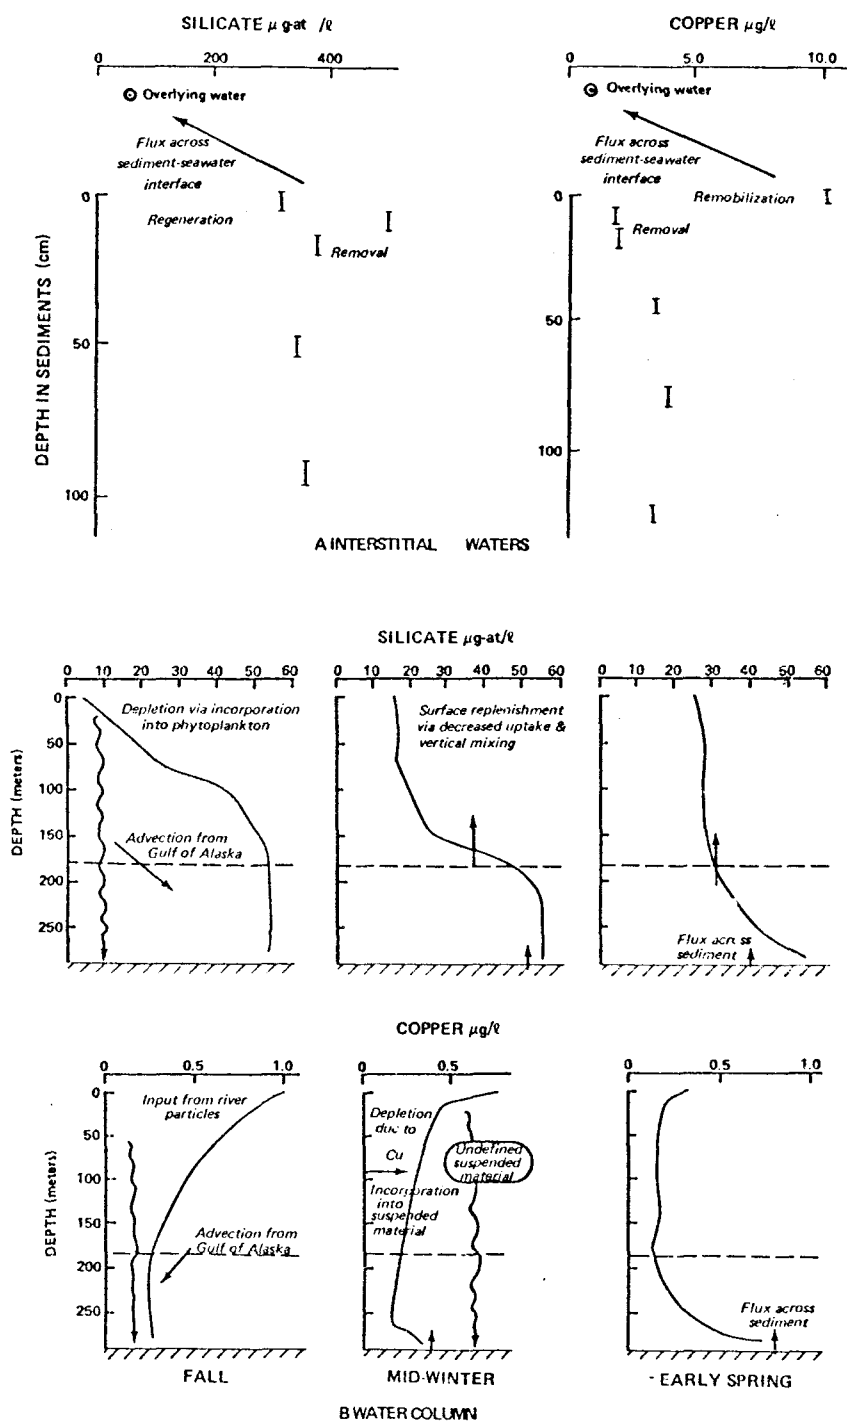 SILICATE μ g-at /ℓ
0 200 400
Overlying water
Flux across
sediment-seawater
interface
Regeneration
Removal
DEPTH IN SEDIMENTS (cm)
0
50
100
COPPER μg/ℓ
0 5.0 10.0
Overlying water
Flux across
sediment-seawater
interface
Remobilization
Removal
0
50
100
A INTERSTITIAL WATERS
SILICATE μg-at/ℓ
0 10 20 30 40 50 60
Depletion via incorporation
into phytoplankton
Advection from
Gulf of Alaska
DEPTH (meters)
0
50
100
150
200
250
0 20 40 60
Surface replenishment
via decreased uptake &
vertical mixing
0 10 20 30 40 50 60
Flux across
sediment
COPPER μg/ℓ
0 0.5 1.0
Input from river
particles
Advection from
Gulf of Alaska
DEPTH (meters)
0
50
100
150
200
250
FALL
0 0.5
Depletion
due to
Cu
Incorporation
into
suspended
material
Undefined
suspended
material
MID-WINTER
0 0.5 1.0
Flux across
sediment
EARLY SPRING
B WATER COLUMN